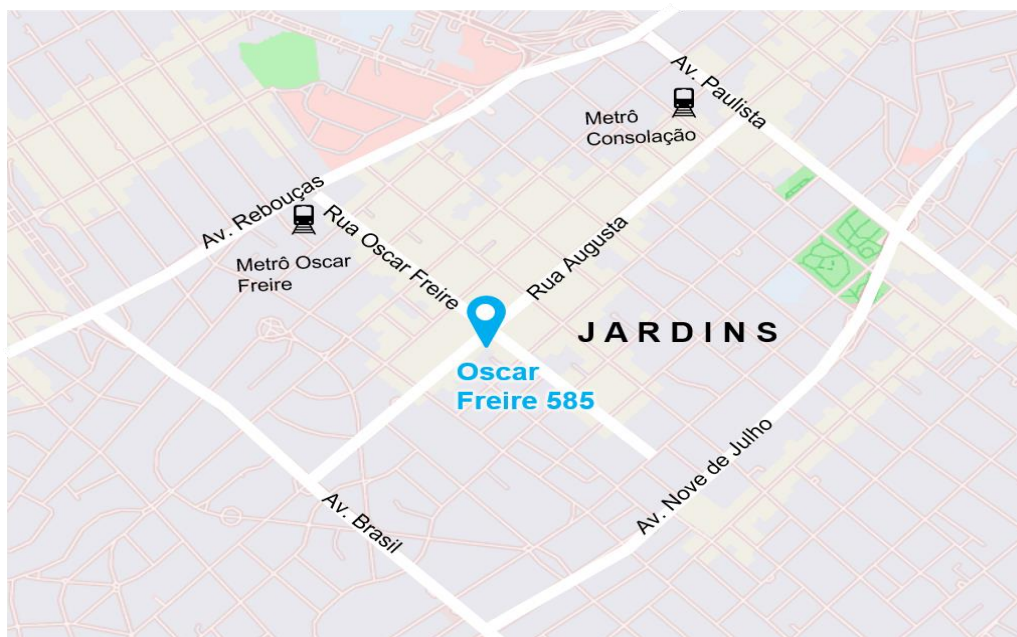 Av. Paulista
Metrô
Consolação
Av. Rebouças
Rua Oscar Freire
Metrô Oscar
Freire
Rua Augusta
JARDINS
Oscar
Freire 585
Av. Nove de Julho
Av. Brasil